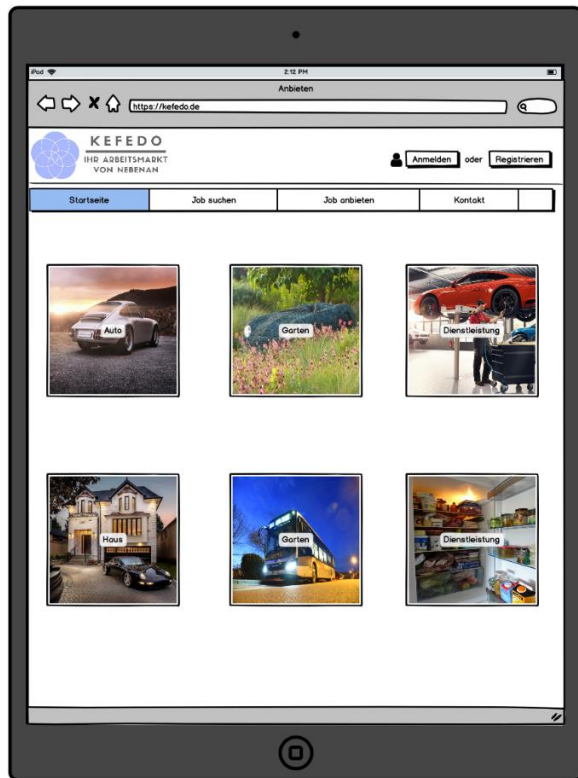 iPad
2:12 PM
Anbieten
https://kefedo.de
KEFEDO
IHR ARBEITSMARKT
VON NEBENAN
Anmelden oder Registrieren
Startseite Job suchen Job anbieten Kontakt
Auto Garten Dienstleistung
Haus Garten Dienstleistung